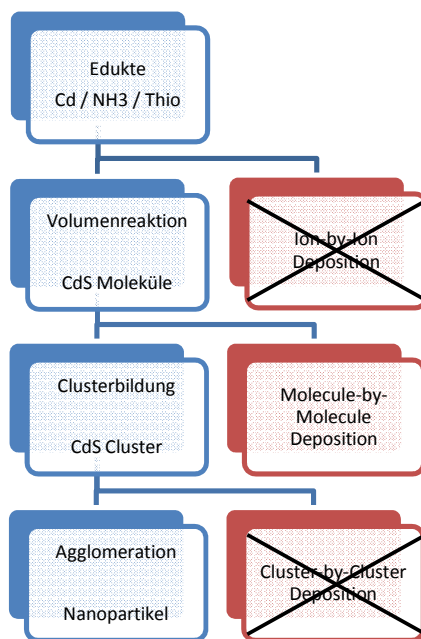 Edukte
Cd / NH3 / Thio
Volumenreaktion
CdS Moleküle
Ion-by-Ion
Deposition
Clusterbildung
CdS Cluster
Molecule-by-
Molecule
Deposition
Agglomeration
Nanopartikel
Cluster-by-Cluster
Deposition